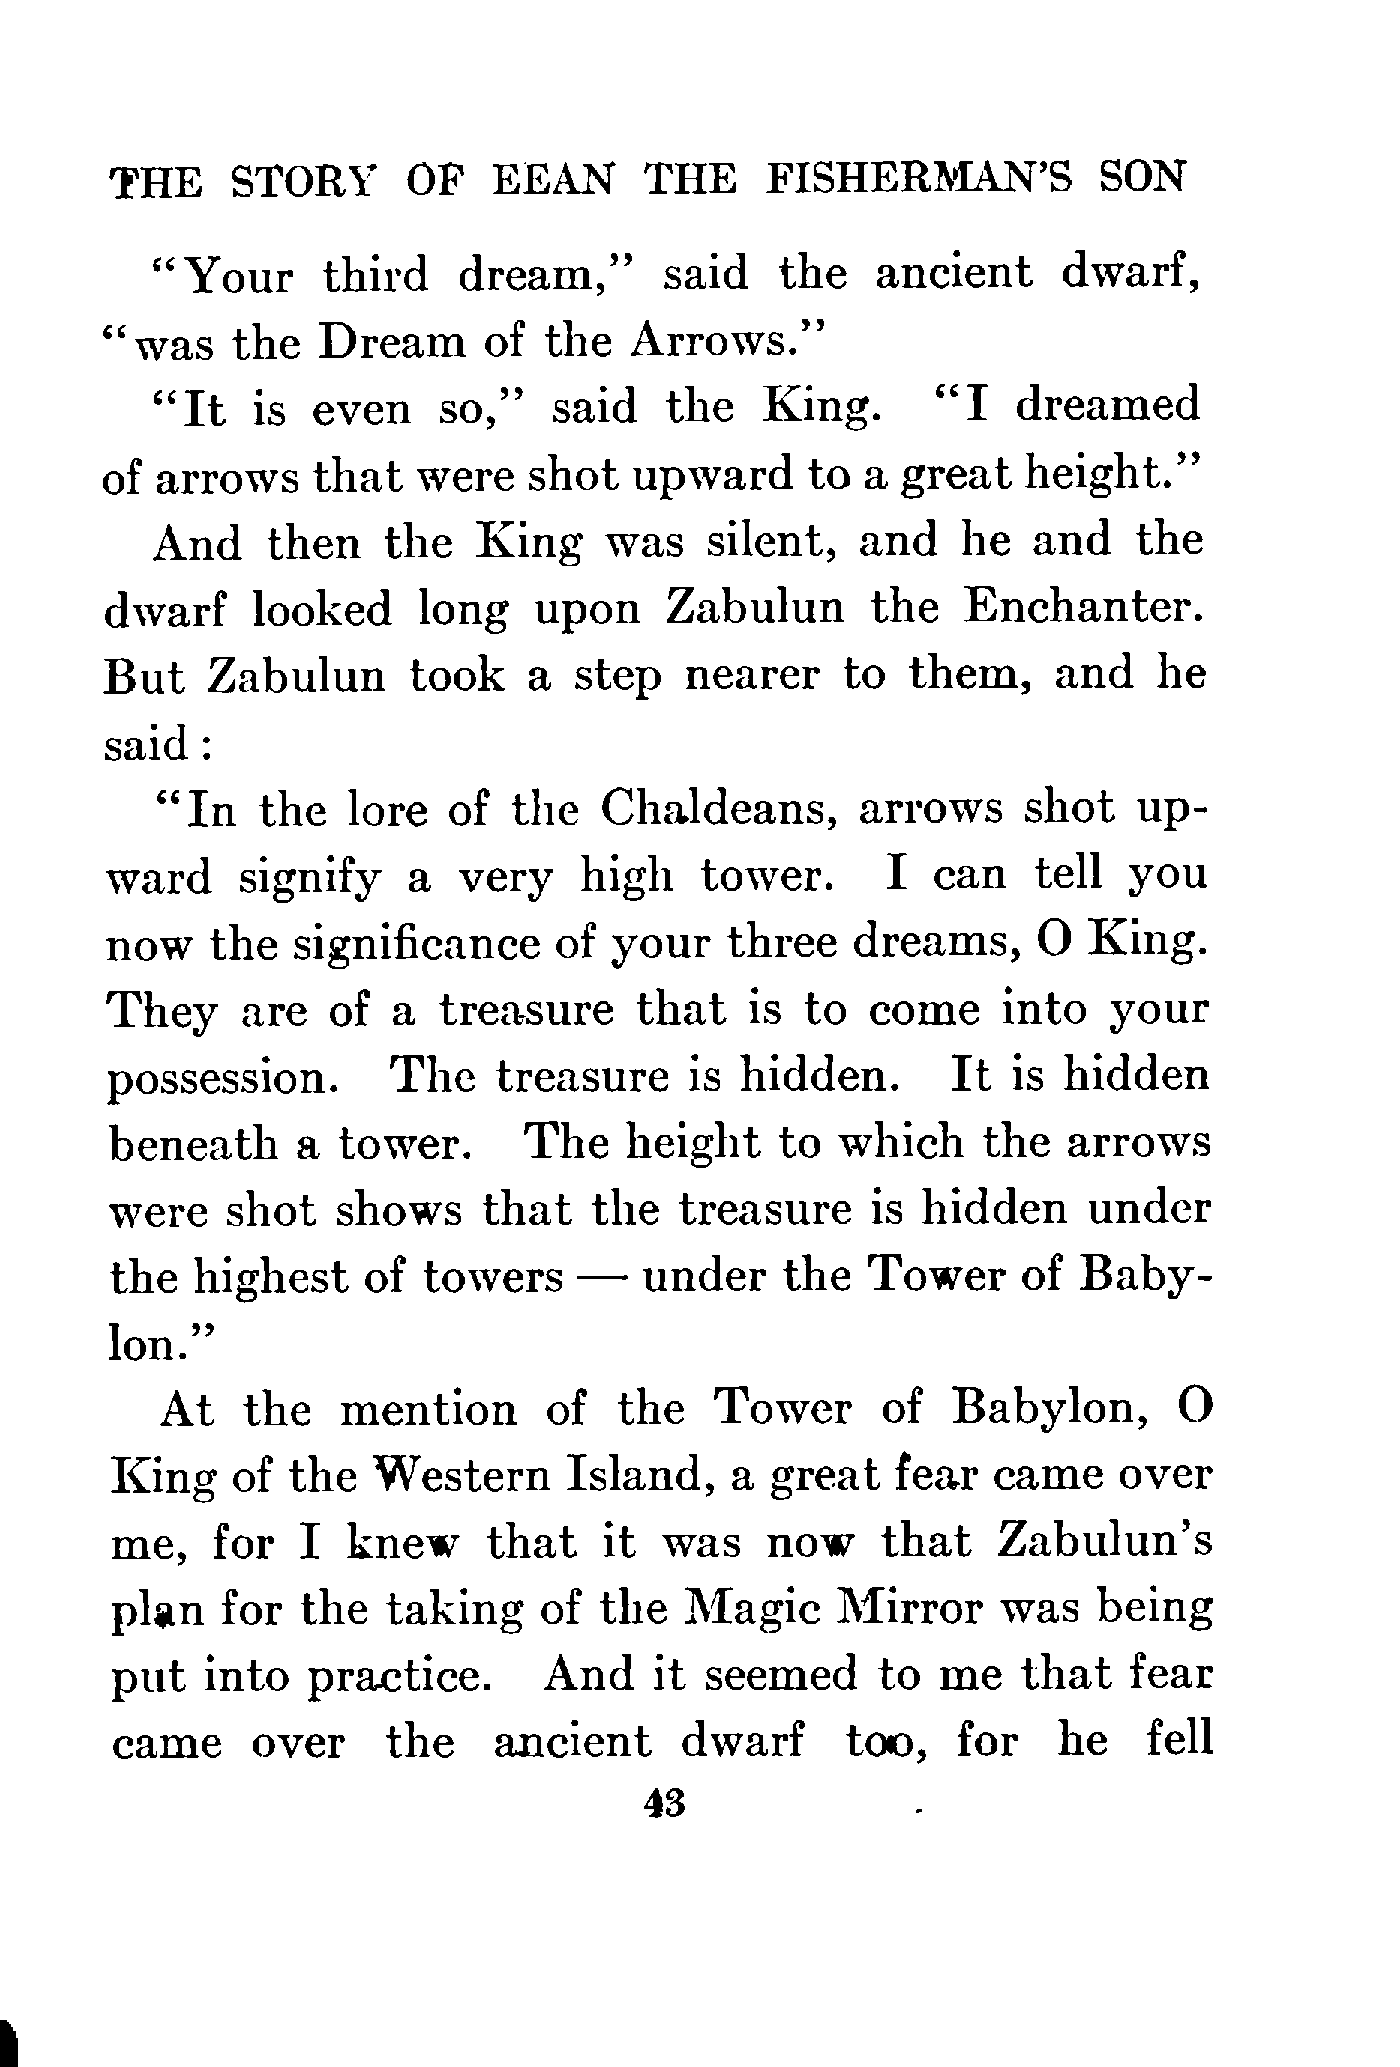 THE STORY OF EEAN THE FISHERMAN'S SON
"Your third dream," said the ancient dwarf,
"was the Dream of the Arrows."
"It is even so," said the King. "I dreamed
of arrows that were shot upward to a great height."
And then the King was silent, and he and the
dwarf looked long upon Zabulun the Enchanter.
But Zabulun took a step nearer to them, and he
said :
"In the lore of the Chaldeans, arrows shot up-
ward signify a very high tower. I can tell you
now the significance of your three dreams, O King.
They are of a treasure that is to come into your
possession. The treasure is hidden. It is hidden
beneath a tower. The height to which the arrows
were shot shows that the treasure is hidden under
the highest of towers — under the Tower of Baby-
lon."
At the mention of the Tower of Babylon, O
King of the Western Island, a great fear came over
me, for I knew that it was now that Zabulun's
plan for the taking of the Magic Mirror was being
put into practice. And it seemed to me that fear
came over the ancient dwarf too, for he fell
43